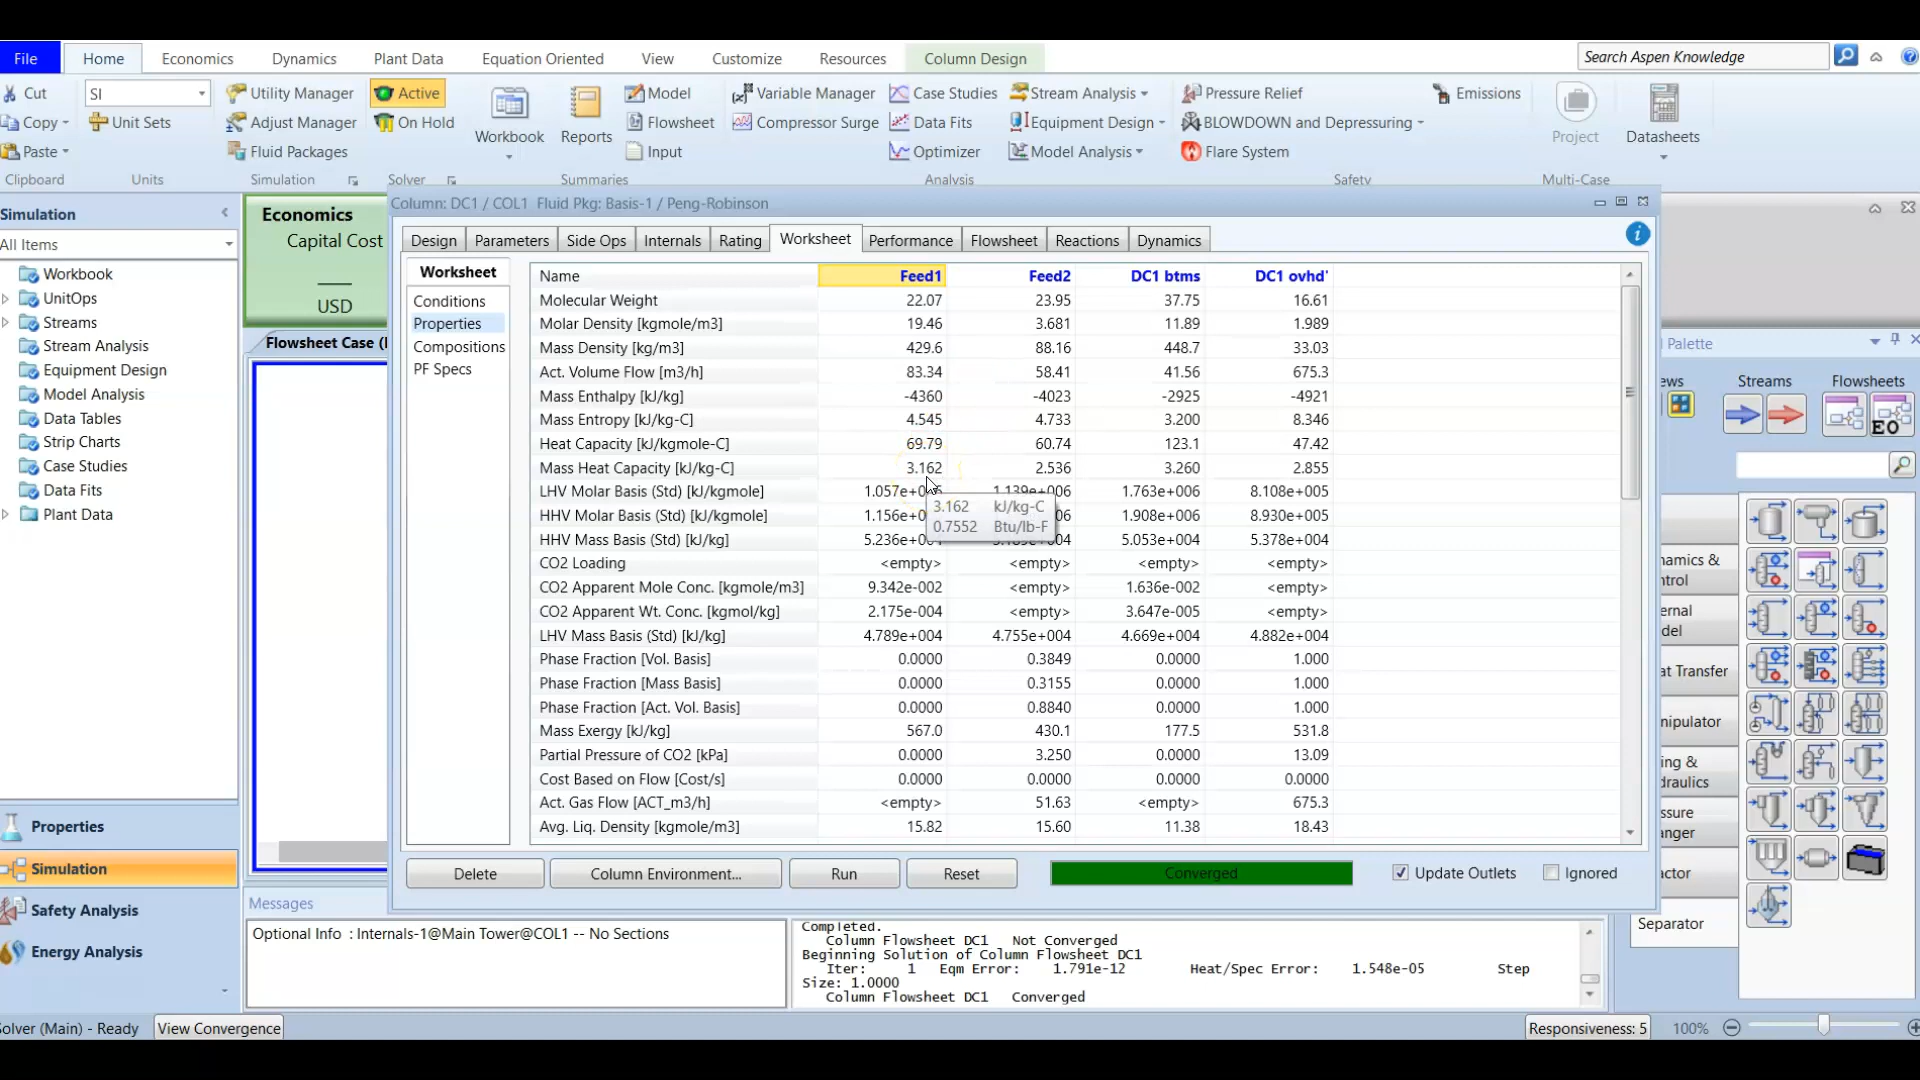 File Home Economics Dynamics Plant Data Equation Oriented View Customize Resources Column Design Search Aspen Knowledge
Cut SI Utility Manager Active Model Variable Manager Case Studies Stream Analysis Pressure Relief Emissions
Copy Unit Sets Adjust Manager On Hold Workbook Reports Flowsheet Compressor Surge Data Fits Equipment Design BLOWDOWN and Depressuring Project Datasheets
Paste Fluid Packages Input Optimizer Model Analysis Flare System
Clipboard Units Simulation Solver Summaries Analysis Safety Multi-Case
Column: DC1 / COL1 Fluid Pkg: Basis-1 / Peng-Robinson
Simulation
All Items
Workbook
UnitOps
Streams
Stream Analysis
Equipment Design
Model Analysis
Data Tables
Strip Charts
Case Studies
Data Fits
Plant Data
Properties
Simulation
Safety Analysis
Energy Analysis
Economics
Capital Cost
USD
Flowsheet Case (
Design Parameters Side Ops Internals Rating Worksheet Performance Flowsheet Reactions Dynamics
Worksheet
Conditions
Properties
Compositions
PF Specs
Name Feed1 Feed2 DC1 btms DC1 ovhd'
Molecular Weight 22.07 23.95 37.75 16.61
Molar Density [kgmole/m3] 19.46 3.681 11.89 1.989
Mass Density [kg/m3] 429.6 88.16 448.7 33.03
Act. Volume Flow [m3/h] 83.34 58.41 41.56 675.3
Mass Enthalpy [kJ/kg] -4360 -4023 -2925 -4921
Mass Entropy [kJ/kg-C] 4.545 4.733 3.200 8.346
Heat Capacity [kJ/kgmole-C] 69.79 60.74 123.1 47.42
Mass Heat Capacity [kJ/kg-C] 3.162 2.536 3.260 2.855
LHV Molar Basis (Std) [kJ/kgmole] 1.763e+006 8.108e+005
HHV Molar Basis (Std) [kJ/kgmole] 1.908e+006 8.930e+005
HHV Mass Basis (Std) [kJ/kg] 5.053e+004 5.378e+004
3.162 kJ/kg-C
0.7552 Btu/lb-F
CO2 Loading <empty> <empty> <empty> <empty>
CO2 Apparent Mole Conc. [kgmole/m3] 9.342e-002 <empty> 1.636e-002 <empty>
CO2 Apparent Wt. Conc. [kgmol/kg] 2.175e-004 <empty> 3.647e-005 <empty>
LHV Mass Basis (Std) [kJ/kg] 4.789e+004 4.755e+004 4.669e+004 4.882e+004
Phase Fraction [Vol. Basis] 0.0000 0.3849 0.0000 1.000
Phase Fraction [Mass Basis] 0.0000 0.3155 0.0000 1.000
Phase Fraction [Act. Vol. Basis] 0.0000 0.8840 0.0000 1.000
Mass Exergy [kJ/kg] 567.0 430.1 177.5 531.8
Partial Pressure of CO2 [kPa] 0.0000 3.250 0.0000 13.09
Cost Based on Flow [Cost/s] 0.0000 0.0000 0.0000 0.0000
Act. Gas Flow [ACT_m3/h] <empty> 51.63 <empty> 675.3
Avg. Liq. Density [kgmole/m3] 15.82 15.60 11.38 18.43
Delete Column Environment... Run Reset Converged Update Outlets Ignored
Palette
ews Streams Flowsheets
EO
namics &
ntrol
ernal
del
at Transfer
nipulator
ing &
draulics
ssure
anger
actor
Separator
Messages
Optional Info : Internals-1@Main Tower@COL1 -- No Sections
Completed.
Column Flowsheet DC1 Not Converged
Beginning Solution of Column Flowsheet DC1
Iter: 1 Eqm Error: 1.791e-12 Heat/Spec Error: 1.548e-05 Step
Size: 1.0000
Column Flowsheet DC1 Converged
Solver (Main) - Ready View Convergence Responsiveness: 5 100%